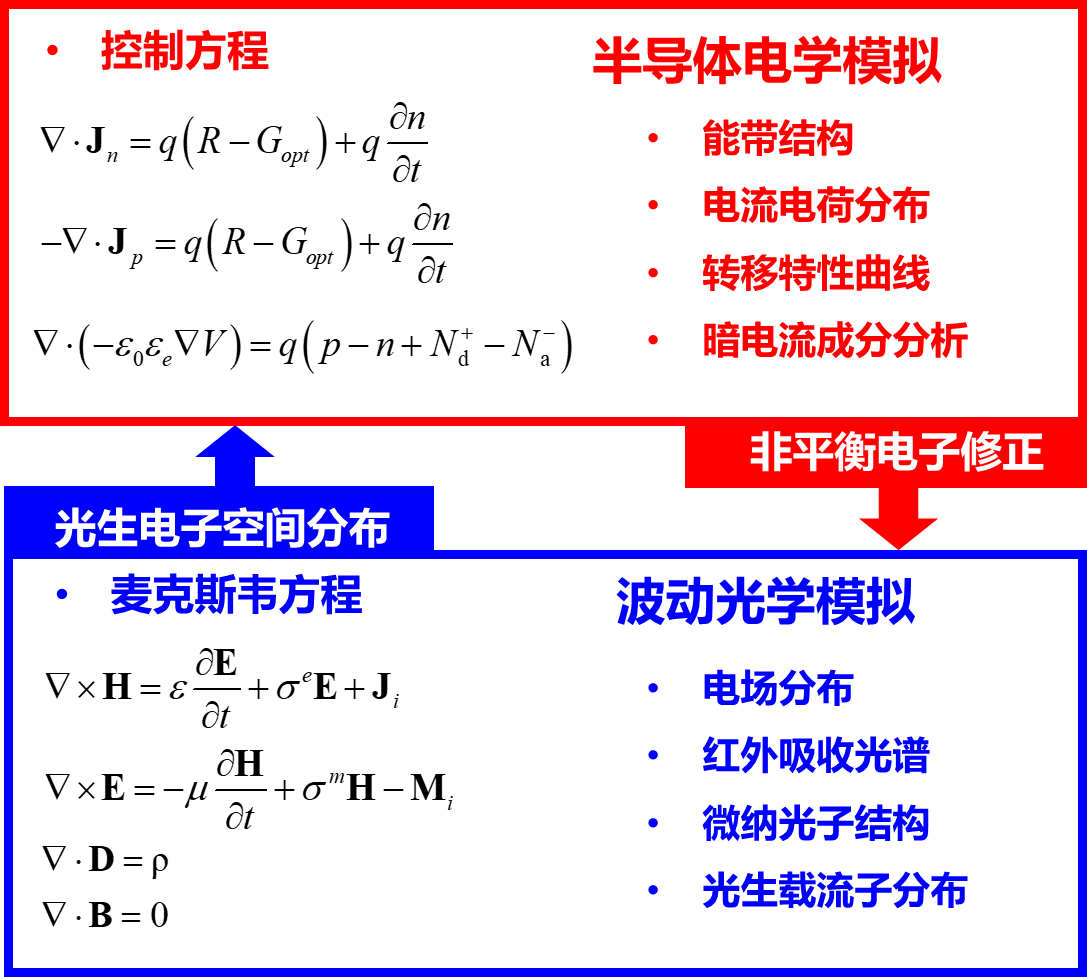 • 控制方程
∇·J_n = q(R − G_opt) + q ∂n/∂t
−∇·J_p = q(R − G_opt) + q ∂n/∂t
∇·(−ε_0ε_e∇V) = q(p − n + N_d^+ − N_a^−)
半导体电学模拟
• 能带结构
• 电流电荷分布
• 转移特性曲线
• 暗电流成分分析
非平衡电子修正
光生电子空间分布
• 麦克斯韦方程
∇×H = ε ∂E/∂t + σ^e E + J_i
∇×E = −μ ∂H/∂t + σ^m H − M_i
∇·D = ρ
∇·B = 0
波动光学模拟
• 电场分布
• 红外吸收光谱
• 微纳光子结构
• 光生载流子分布